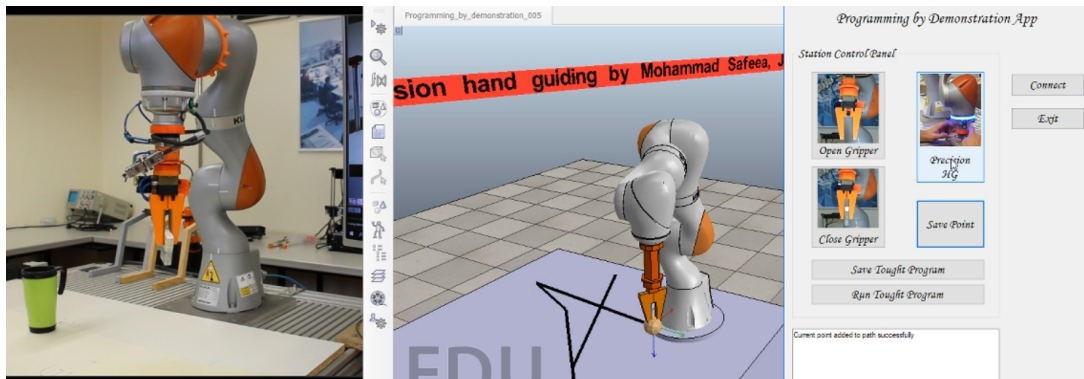 Programming_by_demonstration_005
Programming by Demonstration App
sion hand guiding by Mohammad Safeea, J
KU
EDU
Station Control Panel
Open Gripper
Precision
HG
Close Gripper
Save Point
Save Tought Program
Run Tought Program
Connect
Exit
Current point added to path successfully